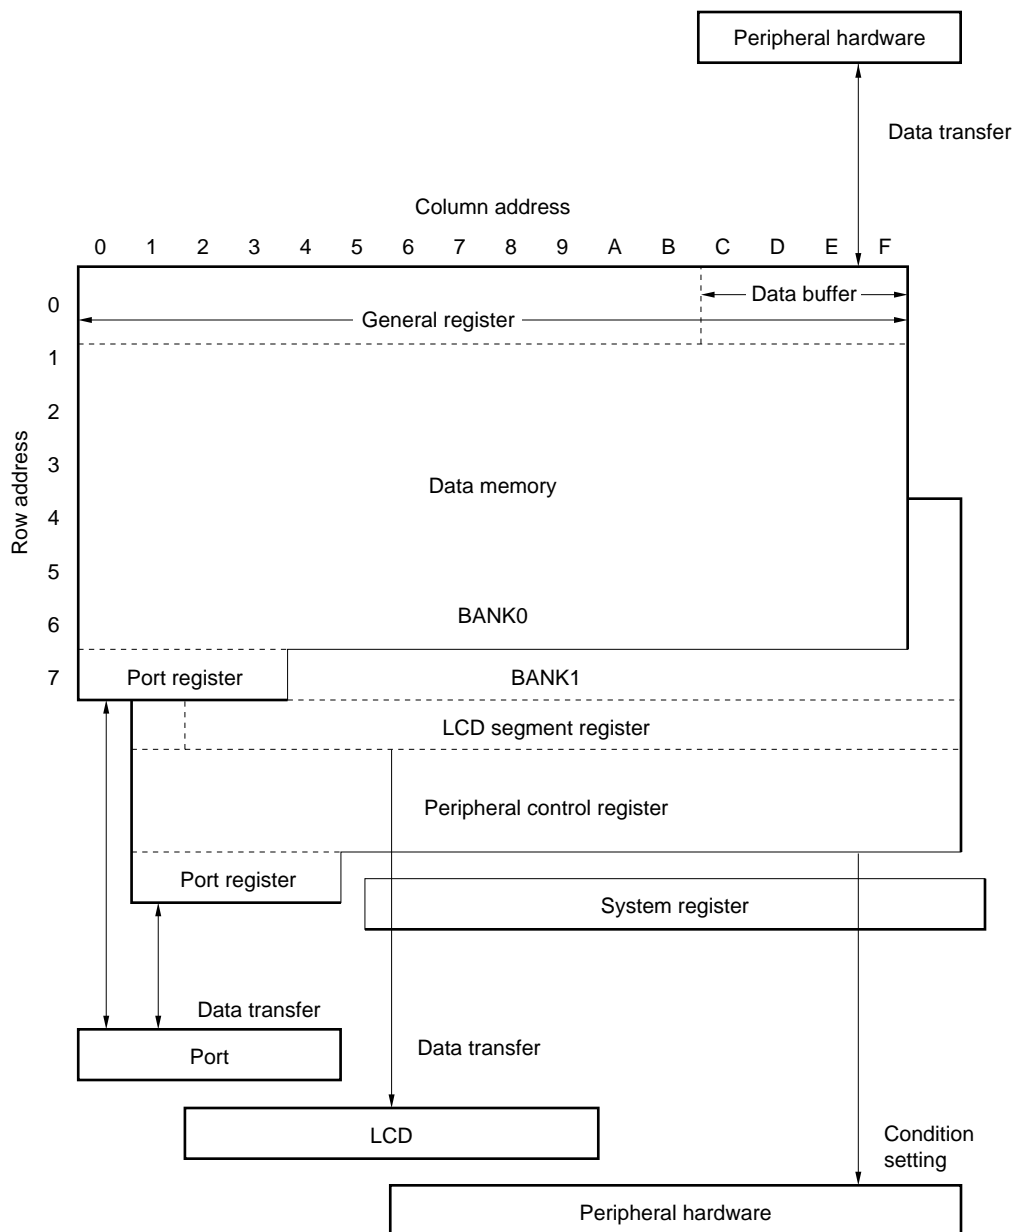 Peripheral hardware
Data transfer
Column address
0 1 2 3 4 5 6 7 8 9 A B C D E F
Row address
0
Data buffer
General register
1
2
3
Data memory
4
5
6
BANK0
7
Port register
BANK1
LCD segment register
Peripheral control register
Port register
System register
Data transfer
Port
Data transfer
LCD
Condition
setting
Peripheral hardware